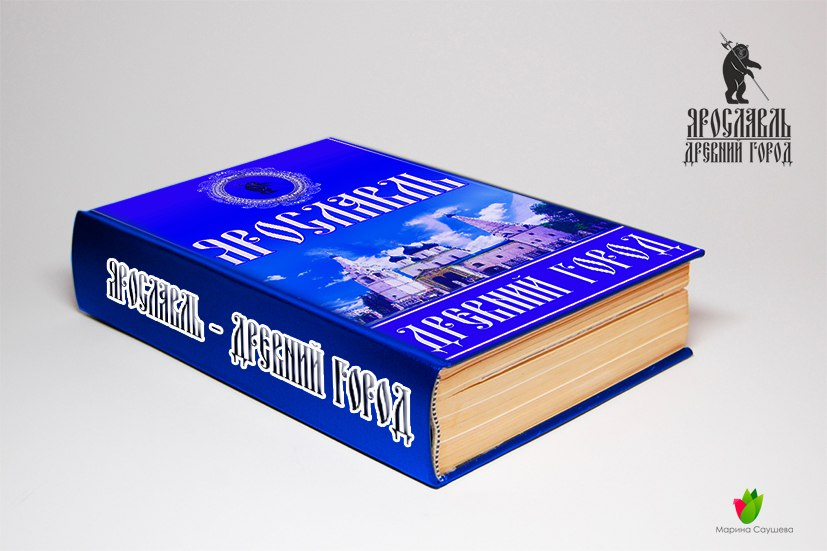 ЯРОСЛАВЛЬ
ДРЕВНИЙ ГОРОД
ЯРОСЛАВЛЬ
ДРЕВНИЙ ГОРОД
ЯРОСЛАВЛЬ – ДРЕВНИЙ ГОРОД
Марина Саушева